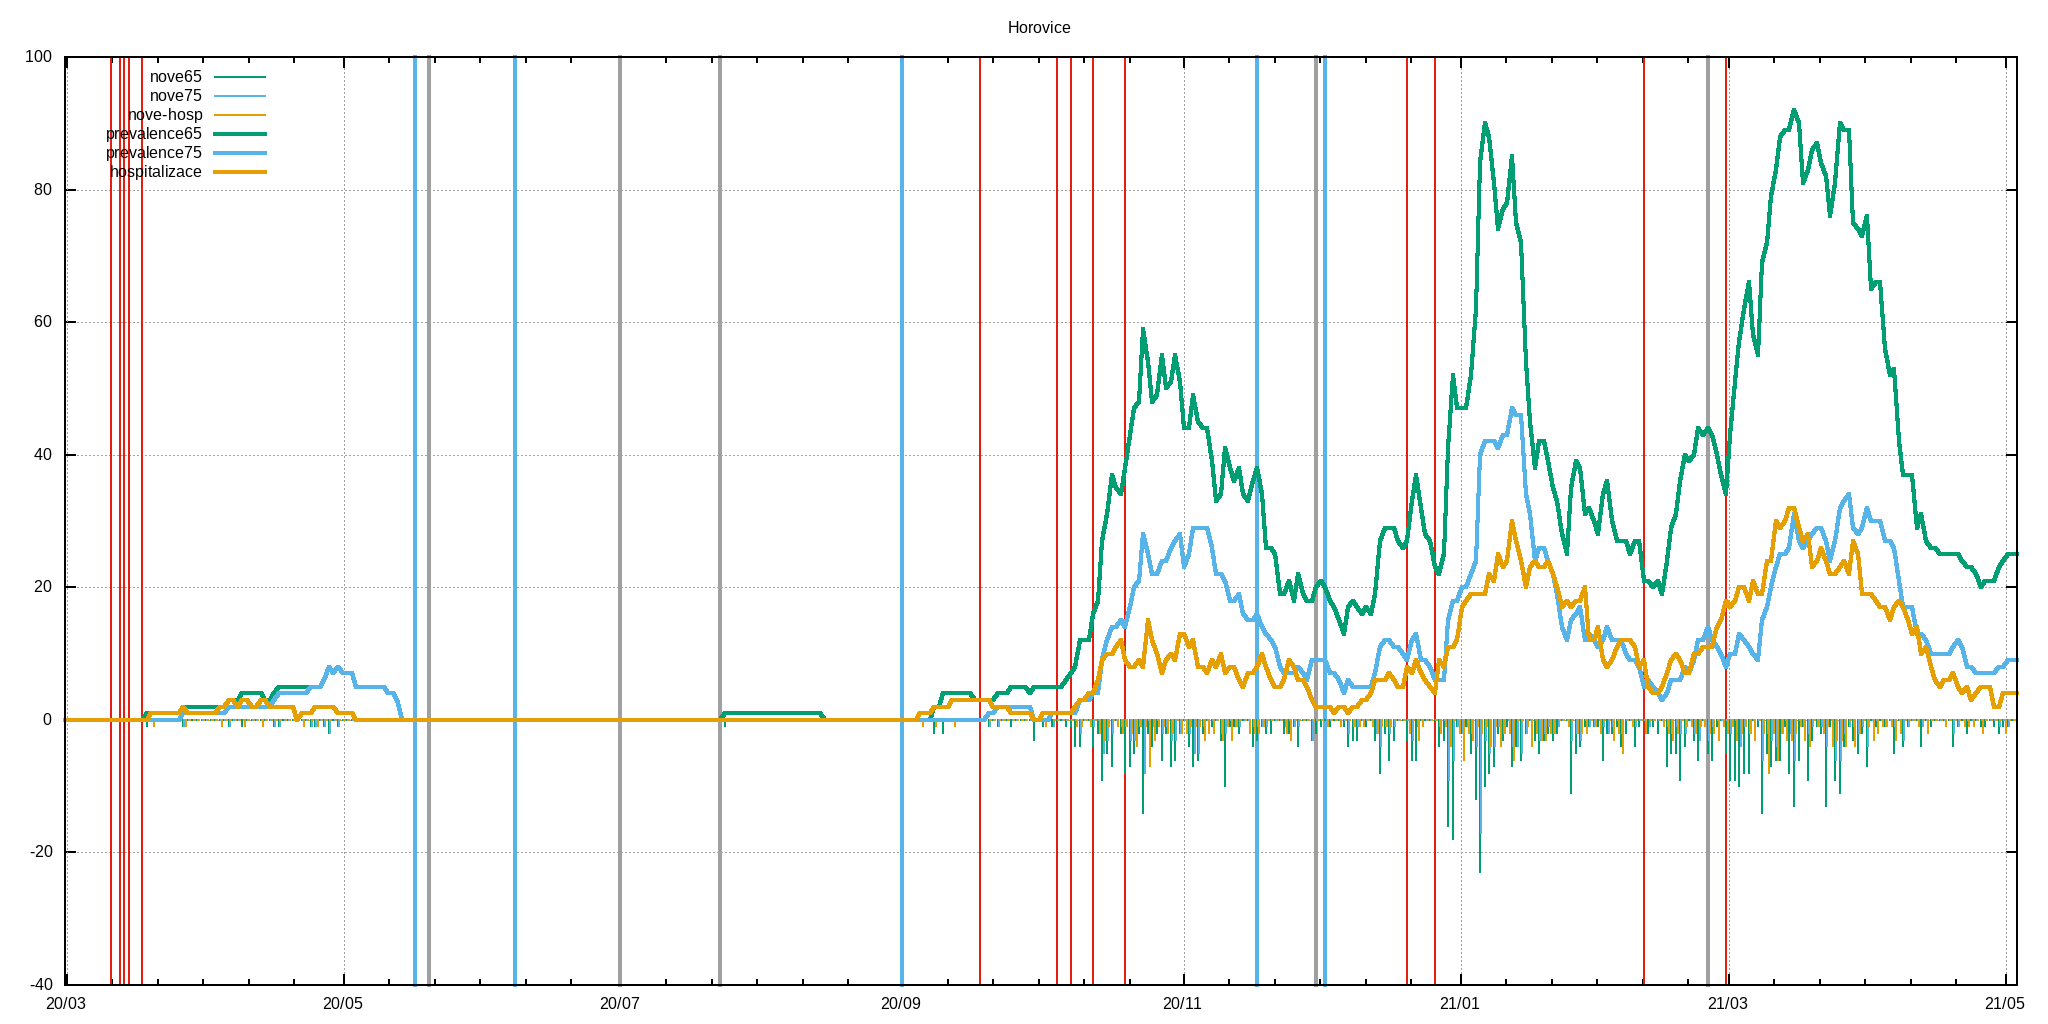 Horovice
100
80
60
40
20
0
-20
-40
nove65
nove75
nove-hosp
prevalence65
prevalence75
hospitalizace
20/03 20/05 20/07 20/09 20/11 21/01 21/03 21/05